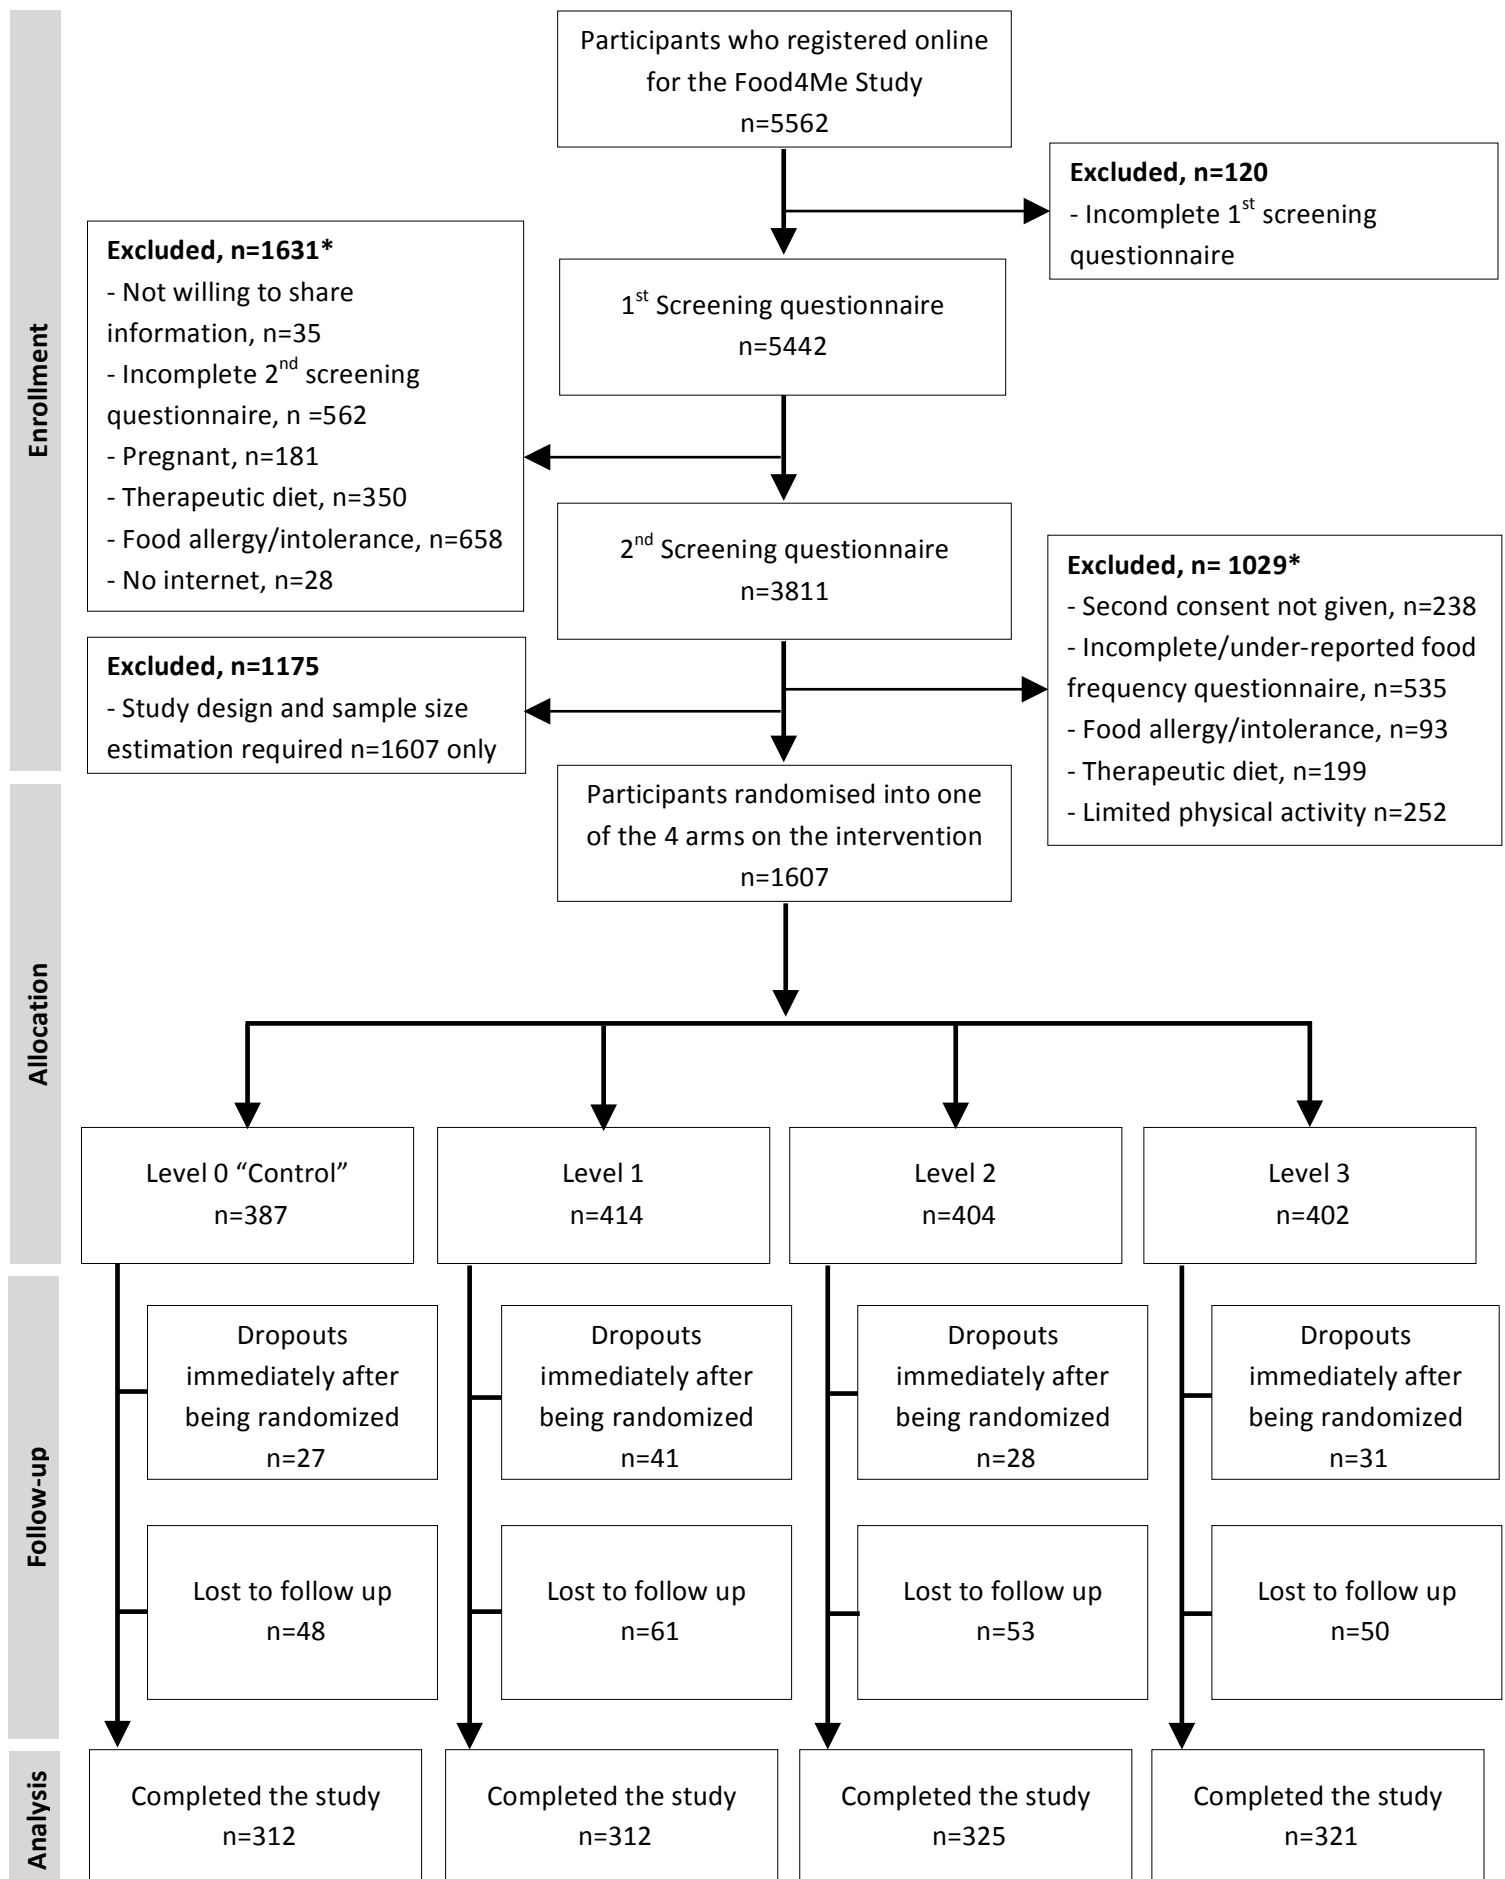 Enrollment
Participants who registered online
for the Food4Me Study
n=5562
Excluded, n=120
- Incomplete 1st screening
questionnaire
Excluded, n=1631*
- Not willing to share
information, n=35
- Incomplete 2nd screening
questionnaire, n =562
- Pregnant, n=181
- Therapeutic diet, n=350
- Food allergy/intolerance, n=658
- No internet, n=28
1st Screening questionnaire
n=5442
2nd Screening questionnaire
n=3811
Excluded, n= 1029*
- Second consent not given, n=238
- Incomplete/under-reported food
frequency questionnaire, n=535
- Food allergy/intolerance, n=93
- Therapeutic diet, n=199
- Limited physical activity n=252
Excluded, n=1175
- Study design and sample size
estimation required n=1607 only
Allocation
Participants randomised into one
of the 4 arms on the intervention
n=1607
Level 0 “Control”
n=387
Level 1
n=414
Level 2
n=404
Level 3
n=402
Follow-up
Dropouts
immediately after
being randomized
n=27
Dropouts
immediately after
being randomized
n=41
Dropouts
immediately after
being randomized
n=28
Dropouts
immediately after
being randomized
n=31
Lost to follow up
n=48
Lost to follow up
n=61
Lost to follow up
n=53
Lost to follow up
n=50
Analysis
Completed the study
n=312
Completed the study
n=312
Completed the study
n=325
Completed the study
n=321